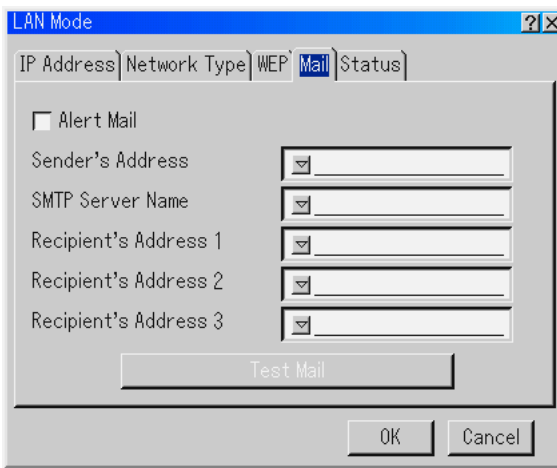 LAN Mode
IP Address Network Type WEP Mail Status
Alert Mail
Sender's Address
SMTP Server Name
Recipient's Address 1
Recipient's Address 2
Recipient's Address 3
Test Mail
OK Cancel